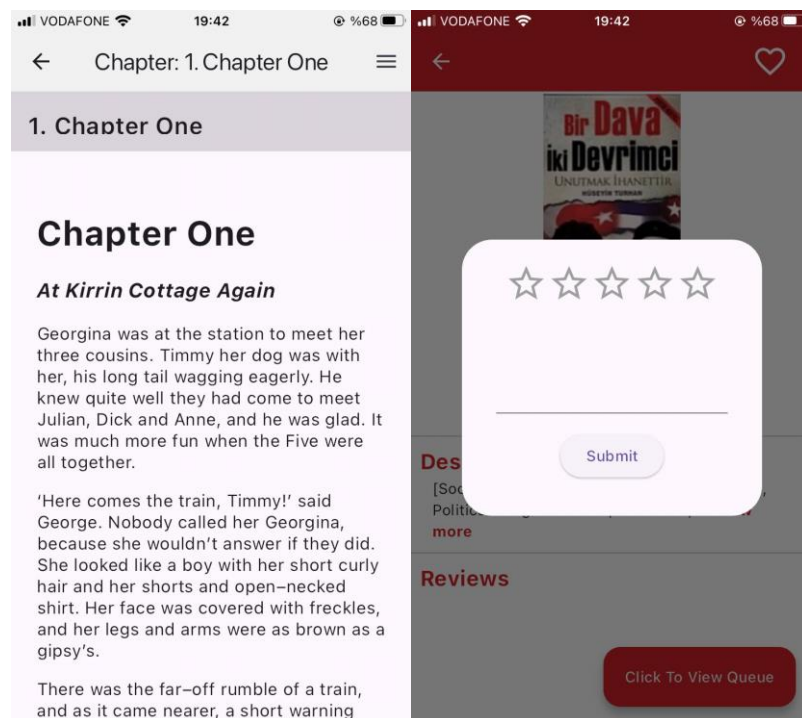 VODAFONE 19:42 %68
Chapter: 1. Chapter One
1. Chapter One
Chapter One
At Kirrin Cottage Again
Georgina was at the station to meet her
three cousins. Timmy her dog was with
her, his long tail wagging eagerly. He
knew quite well they had come to meet
Julian, Dick and Anne, and he was glad. It
was much more fun when the Five were
all together.
‘Here comes the train, Timmy!’ said
George. Nobody called her Georgina,
because she wouldn’t answer if they did.
She looked like a boy with her short curly
hair and her shorts and open–necked
shirt. Her face was covered with freckles,
and her legs and arms were as brown as a
gipsy’s.
There was the far–off rumble of a train,
and as it came nearer, a short warning
VODAFONE 19:42 %68
Bir Dava
iki Devrimci
UNUTMAK İHANETTİR
HÜSEYİN TURHAN
Submit
Des
[Soc
Politic
more
Reviews
Click To View Queue